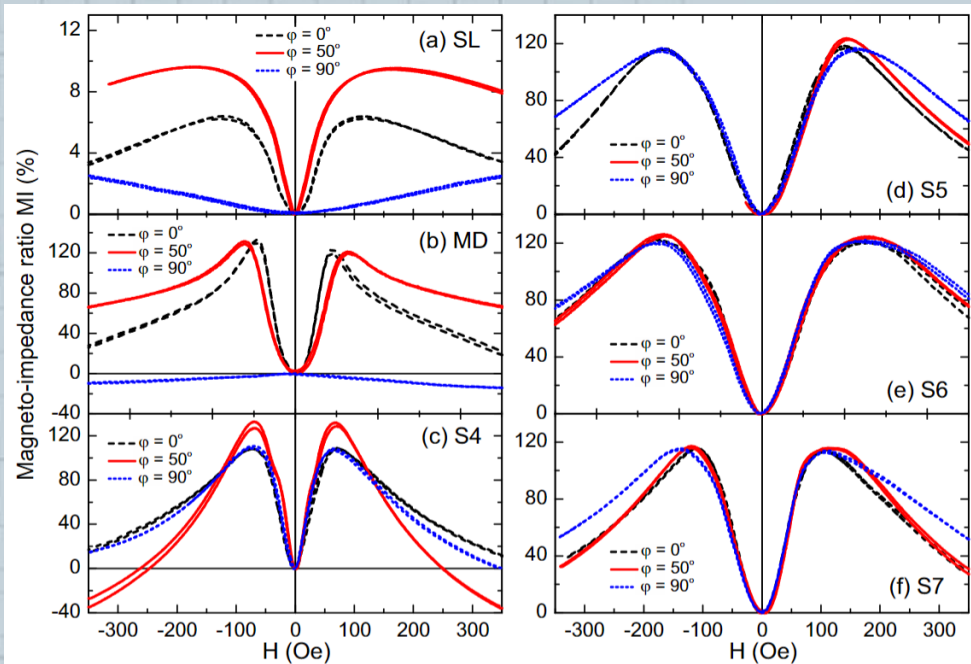 Magneto-impedance ratio MI (%)
12
8
4
0
φ = 0°
φ = 50°
φ = 90°
(a) SL
120
80
40
0
-40
φ = 0°
φ = 50°
φ = 90°
(b) MD
120
80
40
0
-40
φ = 0°
φ = 50°
φ = 90°
(c) S4
-300 -200 -100 0 100 200 300
H (Oe)
120
80
40
0
φ = 0°
φ = 50°
φ = 90°
(d) S5
120
80
40
0
φ = 0°
φ = 50°
φ = 90°
(e) S6
120
80
40
0
φ = 0°
φ = 50°
φ = 90°
(f) S7
-300 -200 -100 0 100 200 300
H (Oe)